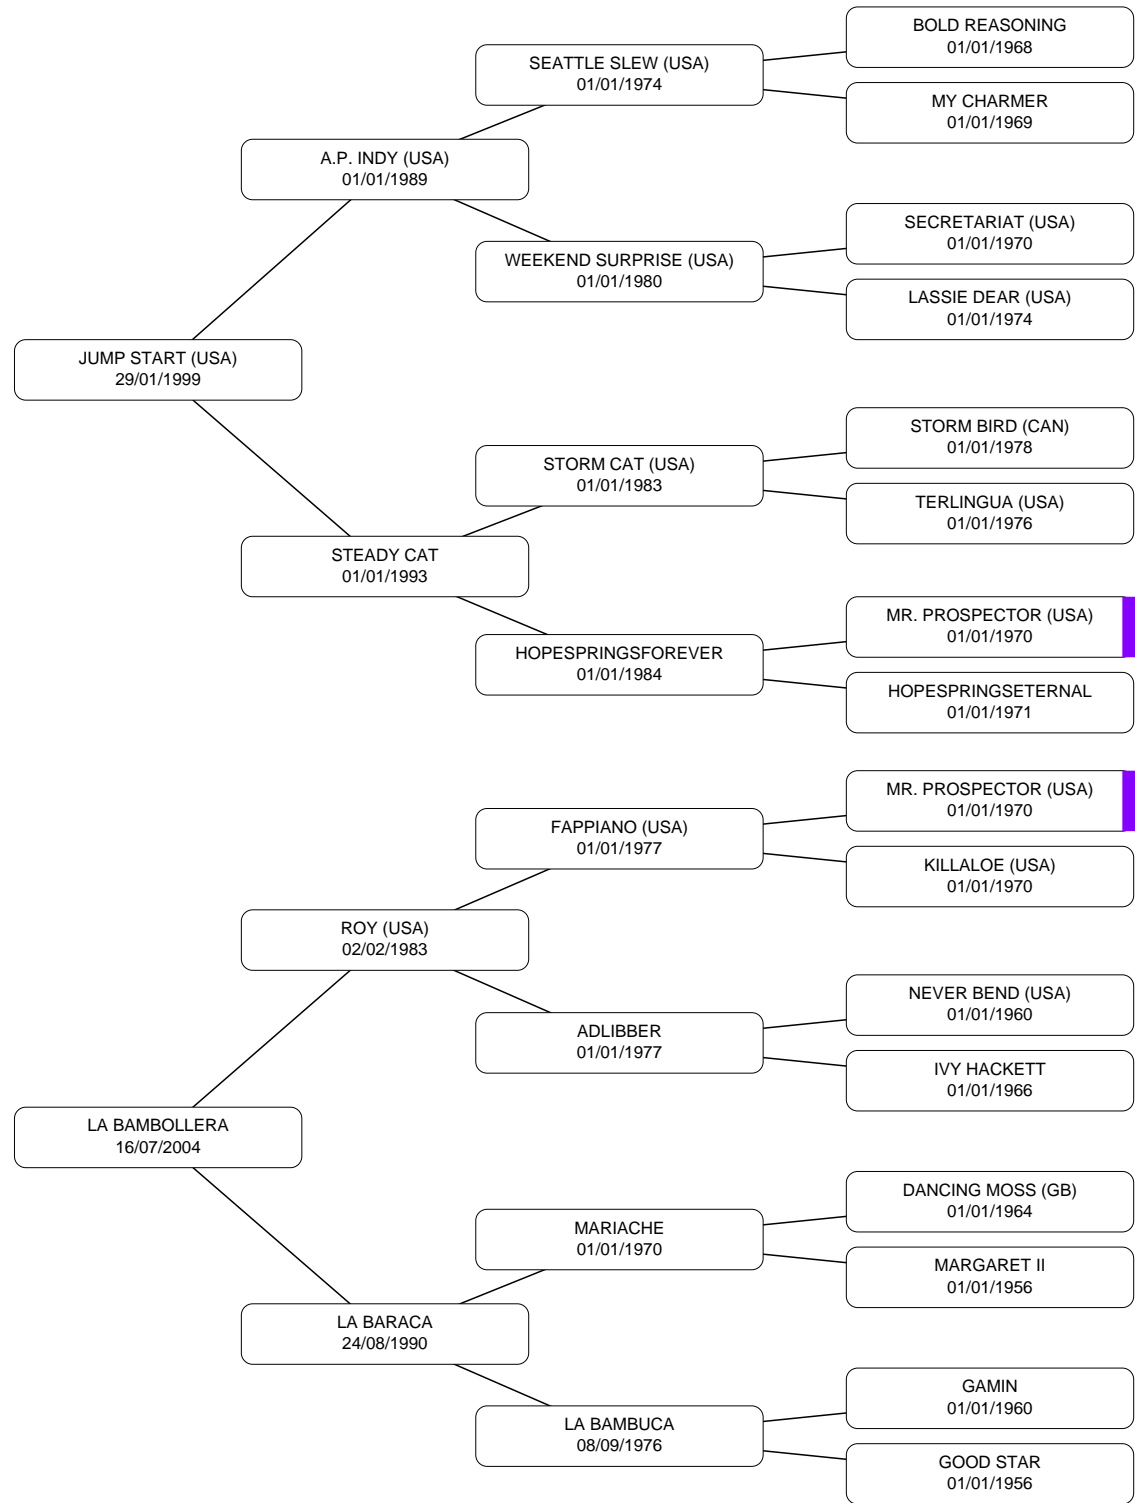 BOLD REASONING
01/01/1968
SEATTLE SLEW (USA)
01/01/1974
MY CHARMER
01/01/1969
A.P. INDY (USA)
01/01/1989
SECRETARIAT (USA)
01/01/1970
WEEKEND SURPRISE (USA)
01/01/1980
LASSIE DEAR (USA)
01/01/1974
JUMP START (USA)
29/01/1999
STORM BIRD (CAN)
01/01/1978
STORM CAT (USA)
01/01/1983
TERLINGUA (USA)
01/01/1976
STEADY CAT
01/01/1993
MR. PROSPECTOR (USA)
01/01/1970
HOPESPRINGSFOREVER
01/01/1984
HOPESPRINGSETERNAL
01/01/1971
MR. PROSPECTOR (USA)
01/01/1970
FAPPIANO (USA)
01/01/1977
KILLALOE (USA)
01/01/1970
ROY (USA)
02/02/1983
NEVER BEND (USA)
01/01/1960
ADLIBBER
01/01/1977
IVY HACKETT
01/01/1966
LA BAMBOLLERA
16/07/2004
DANCING MOSS (GB)
01/01/1964
MARIACHE
01/01/1970
MARGARET II
01/01/1956
LA BARACA
24/08/1990
GAMIN
01/01/1960
LA BAMBUCA
08/09/1976
GOOD STAR
01/01/1956